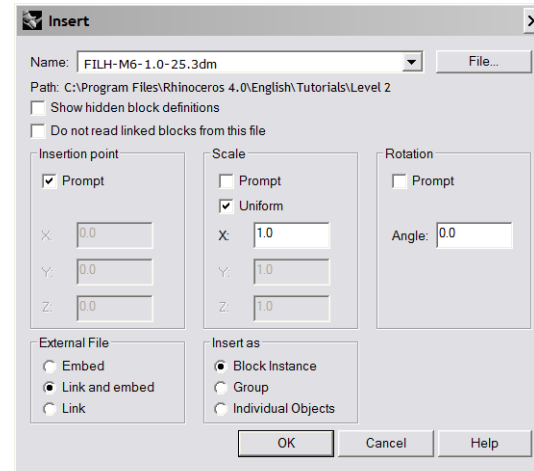 Insert
Name: FILH-M6-1.0-25.3dm File...
Path: C:\Program Files\Rhinoceros 4.0\English\Tutorials\Level 2
Show hidden block definitions
Do not read linked blocks from this file
Insertion point Scale Rotation
Prompt Prompt Prompt
Uniform
X: 0.0 X: 1.0 Angle: 0.0
Y: 0.0 Y: 1.0
Z: 0.0 Z: 1.0
External File Insert as
Embed Block Instance
Link and embed Group
Link Individual Objects
OK Cancel Help